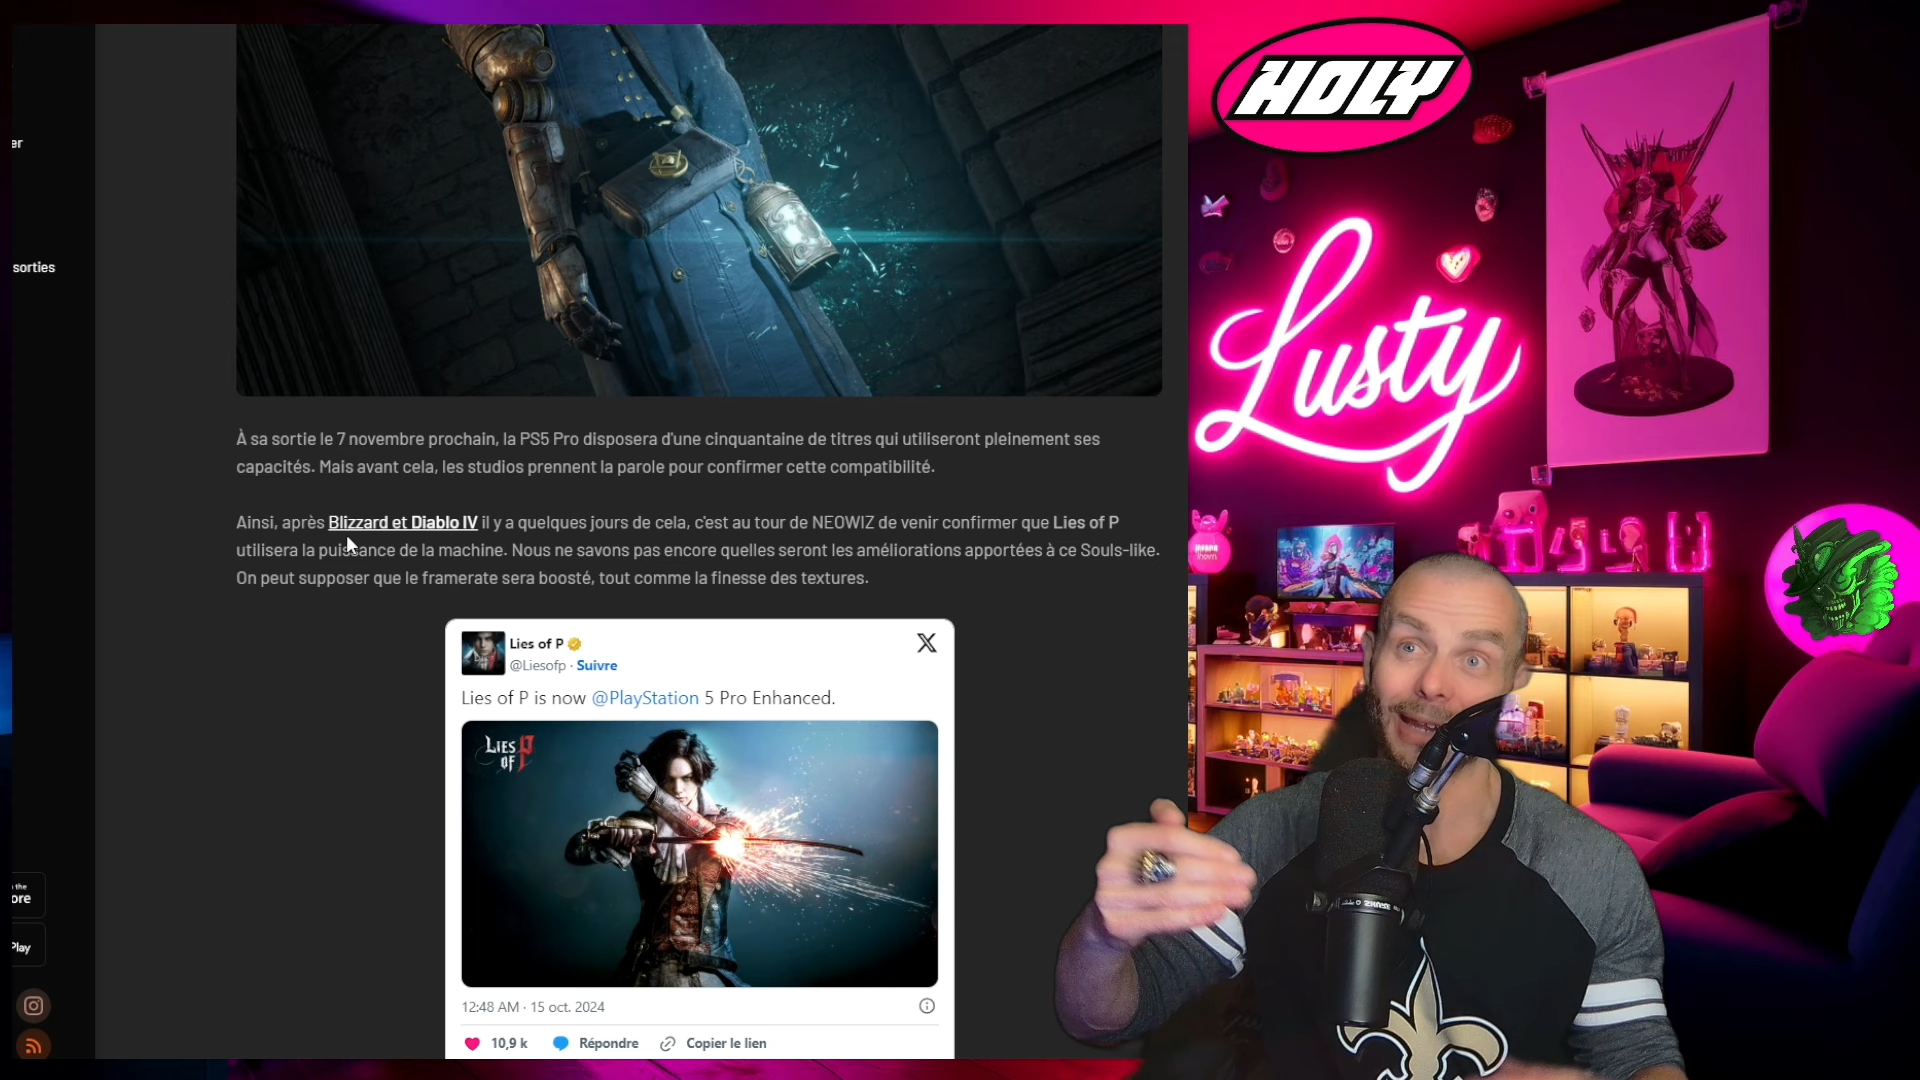 HOLY
er
sorties
Lusty
À sa sortie le 7 novembre prochain, la PS5 Pro disposera d'une cinquantaine de titres qui utiliseront pleinement ses
capacités. Mais avant cela, les studios prennent la parole pour confirmer cette compatibilité.
Ainsi, après Blizzard et Diablo IV il y a quelques jours de cela, c'est au tour de NEOWIZ de venir confirmer que Lies of P
utilisera la puissance de la machine. Nous ne savons pas encore quelles seront les améliorations apportées à ce Souls-like.
On peut supposer que le framerate sera boosté, tout comme la finesse des textures.
Lies of P
@Liesofp · Suivre
Lies of P is now @PlayStation 5 Pro Enhanced.
LIES
OF P
12:48 AM · 15 oct. 2024
10,9 k Répondre Copier le lien
the
ore
Play